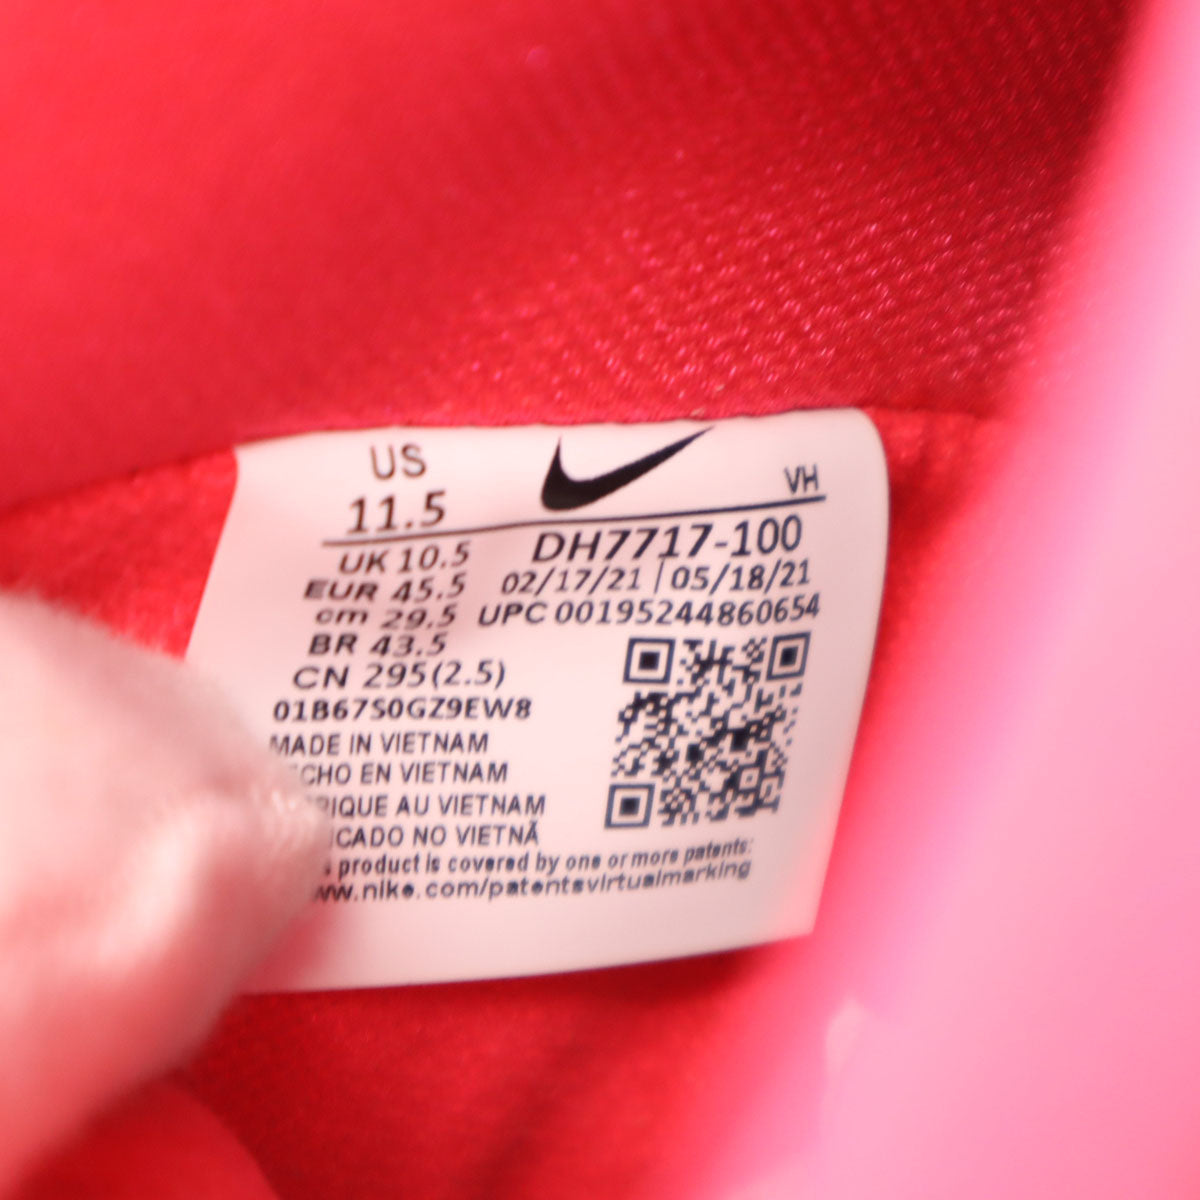 US
11.5
VH
UK 10.5
DH7717-100
EUR 45.5
02/17/21 | 05/18/21
cm 29.5
UPC 00195244860654
BR 43.5
CN 295(2.5)
01B67S0GZ9EW8
MADE IN VIETNAM
CHO EN VIETNAM
RIQUE AU VIETNAM
ICADO NO VIETNÃ
product is covered by one or more patents:
ww.nike.com/patentsvirtualmarking